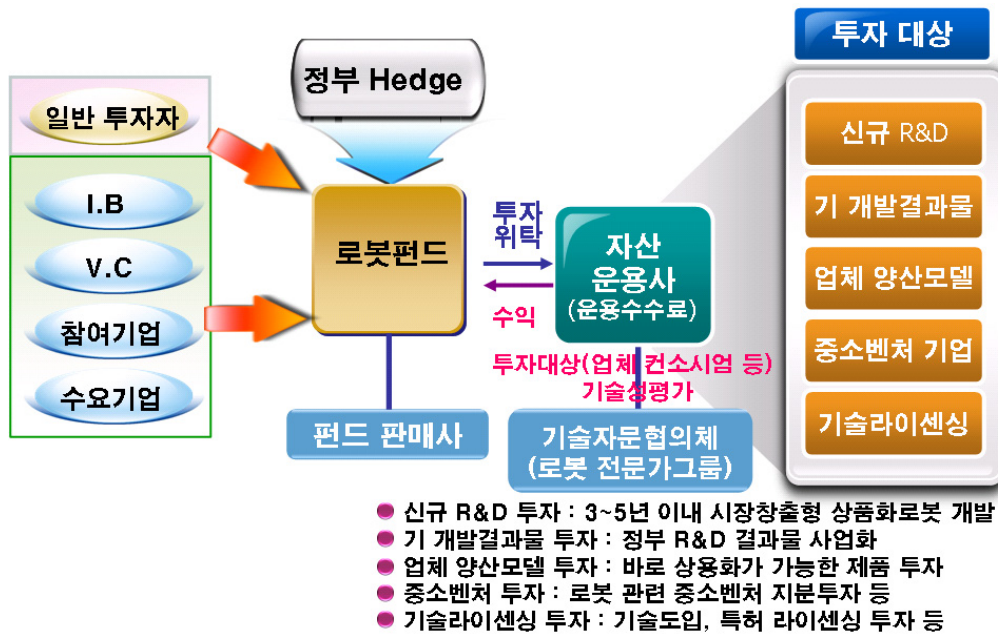 정부 Hedge
일반 투자자
I.B
V.C
참여기업
수요기업
로봇펀드
투자
위탁
수익
자산
운용사
(운용수수료)
투자대상(업체 컨소시엄 등)
기술성평가
펀드 판매사
기술자문협의체
(로봇 전문가그룹)
투자 대상
신규 R&D
기 개발결과물
업체 양산모델
중소벤처 기업
기술라이센싱
신규 R&D 투자 : 3~5년 이내 시장창출형 상품화로봇 개발
기 개발결과물 투자 : 정부 R&D 결과물 사업화
업체 양산모델 투자 : 바로 상용화가 가능한 제품 투자
중소벤처 투자 : 로봇 관련 중소벤처 지분투자 등
기술라이센싱 투자 : 기술도입, 특허 라이센싱 투자 등